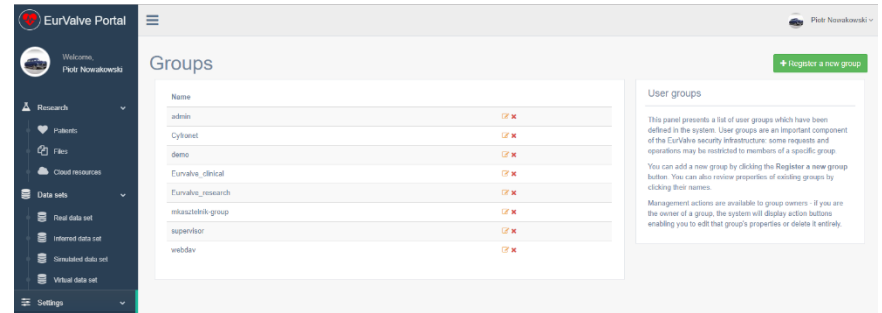 EurValve Portal
Piotr Nowakowski
Welcome,
Piotr Nowakowski
Research
Patients
Files
Cloud resources
Data sets
Real data set
Inferred data set
Simulated data set
Virtual data set
Settings
Groups
+ Register a new group
Name
admin
Cyfronet
demo
Eurvalve_clinical
Eurvalve_research
mkasztelnik-group
supervisor
webdav
User groups
This panel presents a list of user groups which have been
defined in the system. User groups are an important component
of the EurValve security infrastructure: some requests and
operations may be restricted to members of a specific group.
You can add a new group by clicking the Register a new group
button. You can also review properties of existing groups by
clicking their names.
Management actions are available to group owners - if you are
the owner of a group, the system will display action buttons
enabling you to edit that group's properties or delete it entirely.